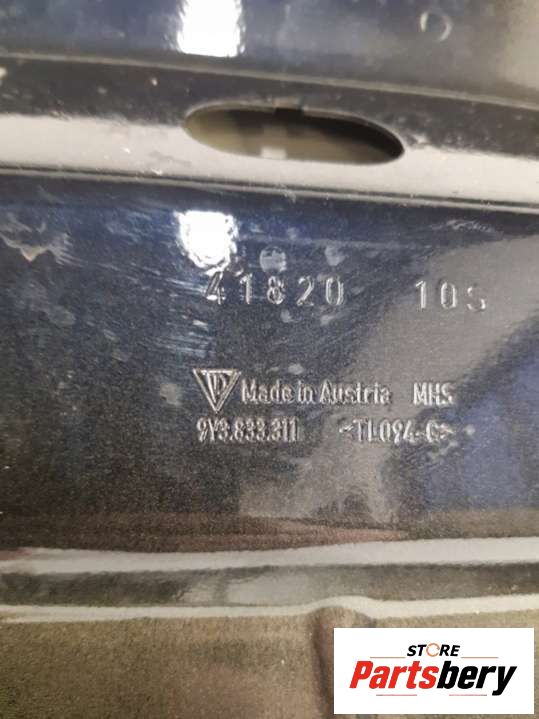 41820 10S
Made in Austria MHS
9Y3.833.311 <TL094-C>
STORE
Partsbery